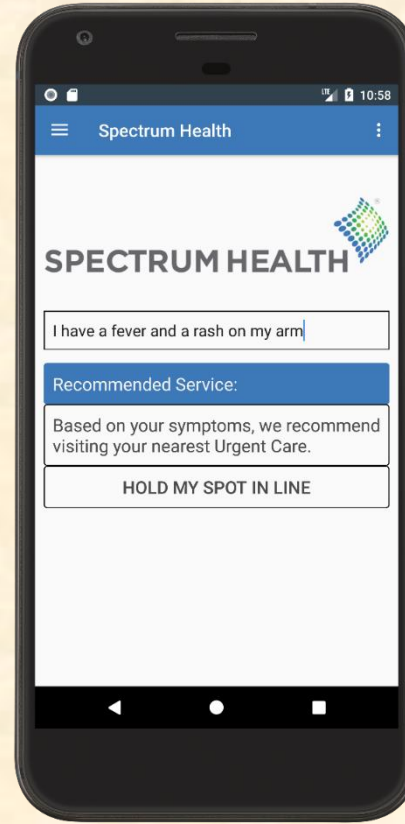 LTE 10:58
Spectrum Health
SPECTRUM HEALTH®
I have a fever and a rash on my arm
Recommended Service:
Based on your symptoms, we recommend
visiting your nearest Urgent Care.
HOLD MY SPOT IN LINE